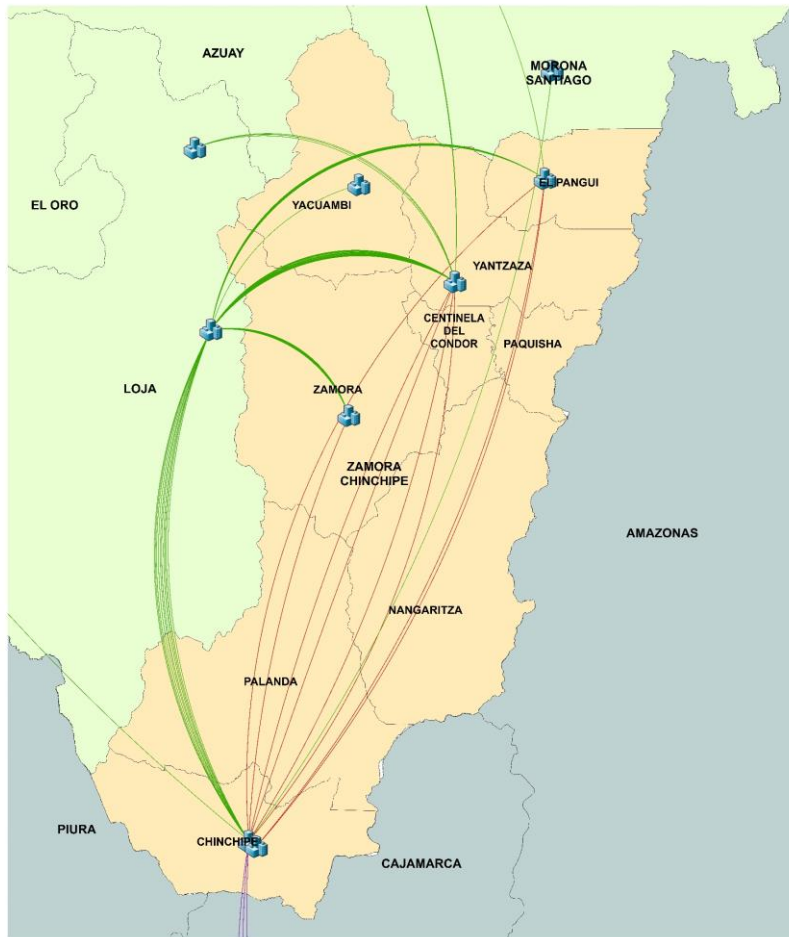 AZUAY
MORONA
SANTIAGO
EL PANGUI
EL ORO
YACUAMBI
YANTZAZA
CENTINELA
DEL
CONDOR
PAQUISHA
LOJA
ZAMORA
ZAMORA
CHINCHIPE
AMAZONAS
NANGARITZA
PALANDA
PIURA
CHINCHIPE
CAJAMARCA